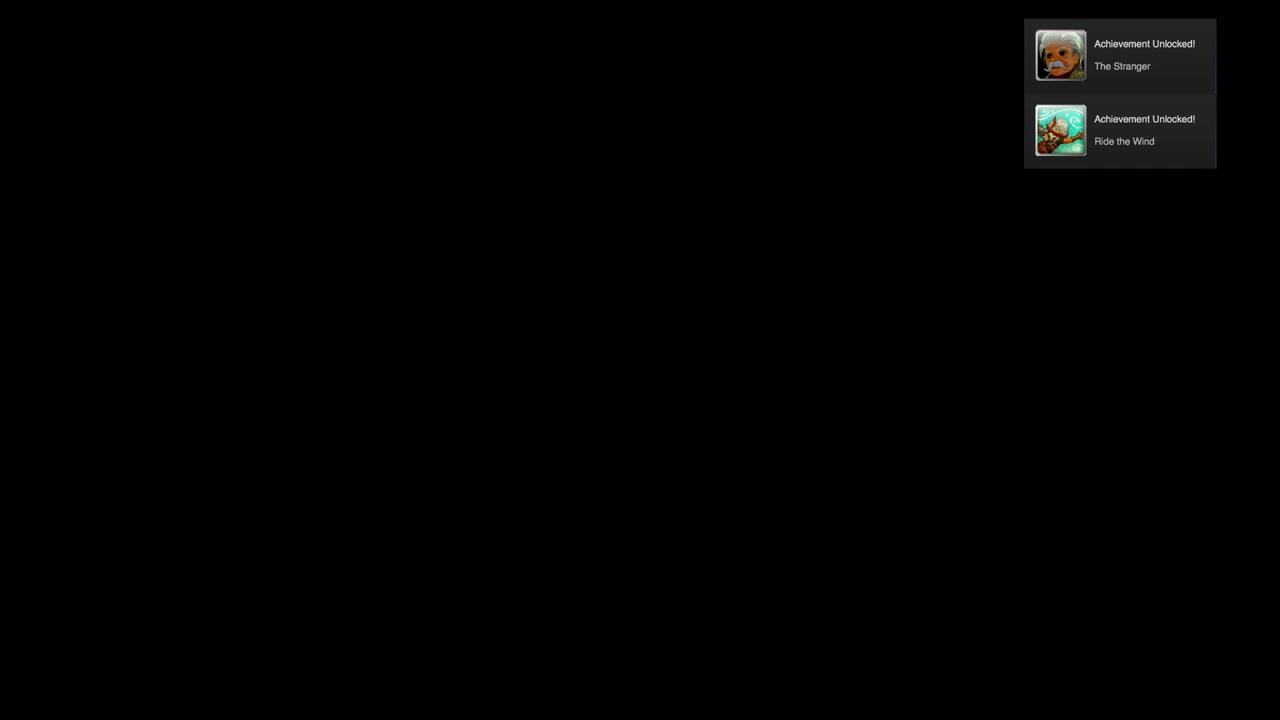 Achievement Unlocked!
The Stranger
Achievement Unlocked!
Ride the Wind